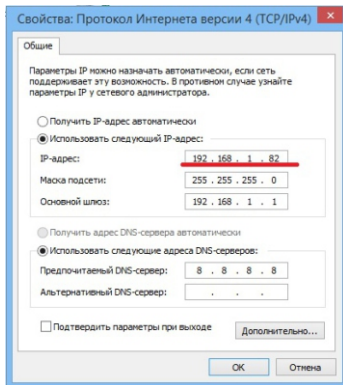 Свойства: Протокол Интернета версии 4 (TCP/IPv4)
Общие
Параметры IP можно назначать автоматически, если сеть
поддерживает эту возможность. В противном случае узнайте
параметры IP у сетевого администратора.
Получить IP-адрес автоматически
Использовать следующий IP-адрес:
IP-адрес: 192 . 168 . 1 . 82
Маска подсети: 255 . 255 . 255 . 0
Основной шлюз: 192 . 168 . 1 . 1
Получить адрес DNS-сервера автоматически
Использовать следующие адреса DNS-серверов:
Предпочитаемый DNS-сервер: 8 . 8 . 8 . 8
Альтернативный DNS-сервер: . . .
Подтвердить параметры при выходе
Дополнительно...
OK Отмена